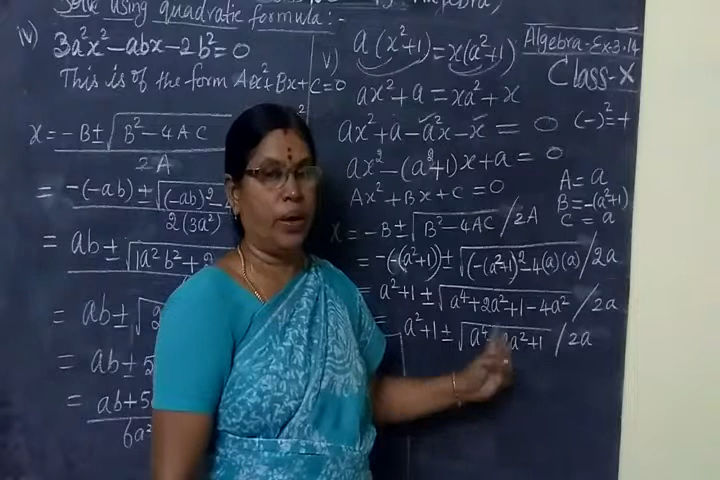 Solve using quadratic formula:-
Algebra)
iv)
3a²x² - abx - 2b² = 0
This is of the form Ax² + Bx + C = 0
x = -B ± √B² - 4AC
2A
= -(-ab) ± √(-ab)² -
2(3a²)
= ab ± √1a²b² +
= ab ± √
= ab ± 5
= ab + 5
6a²
v)
a(x²+1) = x(a²+1)
ax² + a = xa² + x
ax² + a - a²x - x = 0
ax² - (a²+1)x + a = 0
Ax² + Bx + C = 0
x = -B ± √B² - 4AC / 2A
= -(-(a²+1)) ± √(-(a²+1))² - 4(a)(a) / 2a
= a²+1 ± √a⁴ + 2a² + 1 - 4a² / 2a
= a²+1 ± √a⁴ 2a² + 1 / 2a
Algebra-Ex-3.14
Class-X
(-)² = +
A = a
B = -(a²+1)
C = a